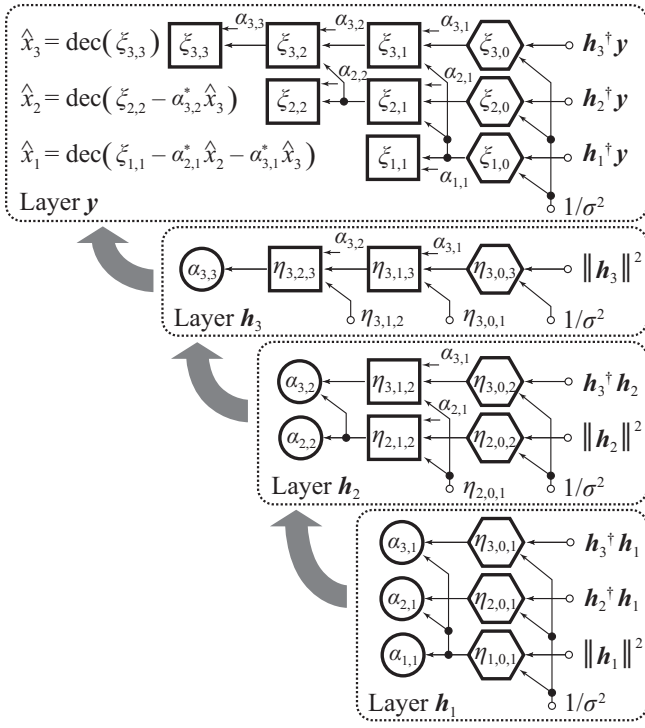 α₃,₃ α₃,₂ α₃,₁
x̂₃ = dec(ξ₃,₃) ξ₃,₃ ξ₃,₂ ξ₃,₁ ξ₃,₀ h₃† y
α₂,₂ α₂,₁
x̂₂ = dec(ξ₂,₂ − α*₃,₂ x̂₃) ξ₂,₂ ξ₂,₁ ξ₂,₀ h₂† y
x̂₁ = dec(ξ₁,₁ − α*₂,₁ x̂₂ − α*₃,₁ x̂₃) ξ₁,₁ ξ₁,₀ h₁† y
α₁,₁
Layer y 1/σ²
α₃,₂ α₃,₁
α₃,₃ η₃,₂,₃ η₃,₁,₃ η₃,₀,₃ ‖h₃‖²
Layer h₃ η₃,₁,₂ η₃,₀,₁ 1/σ²
α₃,₁
α₃,₂ η₃,₁,₂ η₃,₀,₂ h₃† h₂
α₂,₁
α₂,₂ η₂,₁,₂ η₂,₀,₂ ‖h₂‖²
Layer h₂ η₂,₀,₁ 1/σ²
α₃,₁ η₃,₀,₁ h₃† h₁
α₂,₁ η₂,₀,₁ h₂† h₁
α₁,₁ η₁,₀,₁ ‖h₁‖²
Layer h₁ 1/σ²